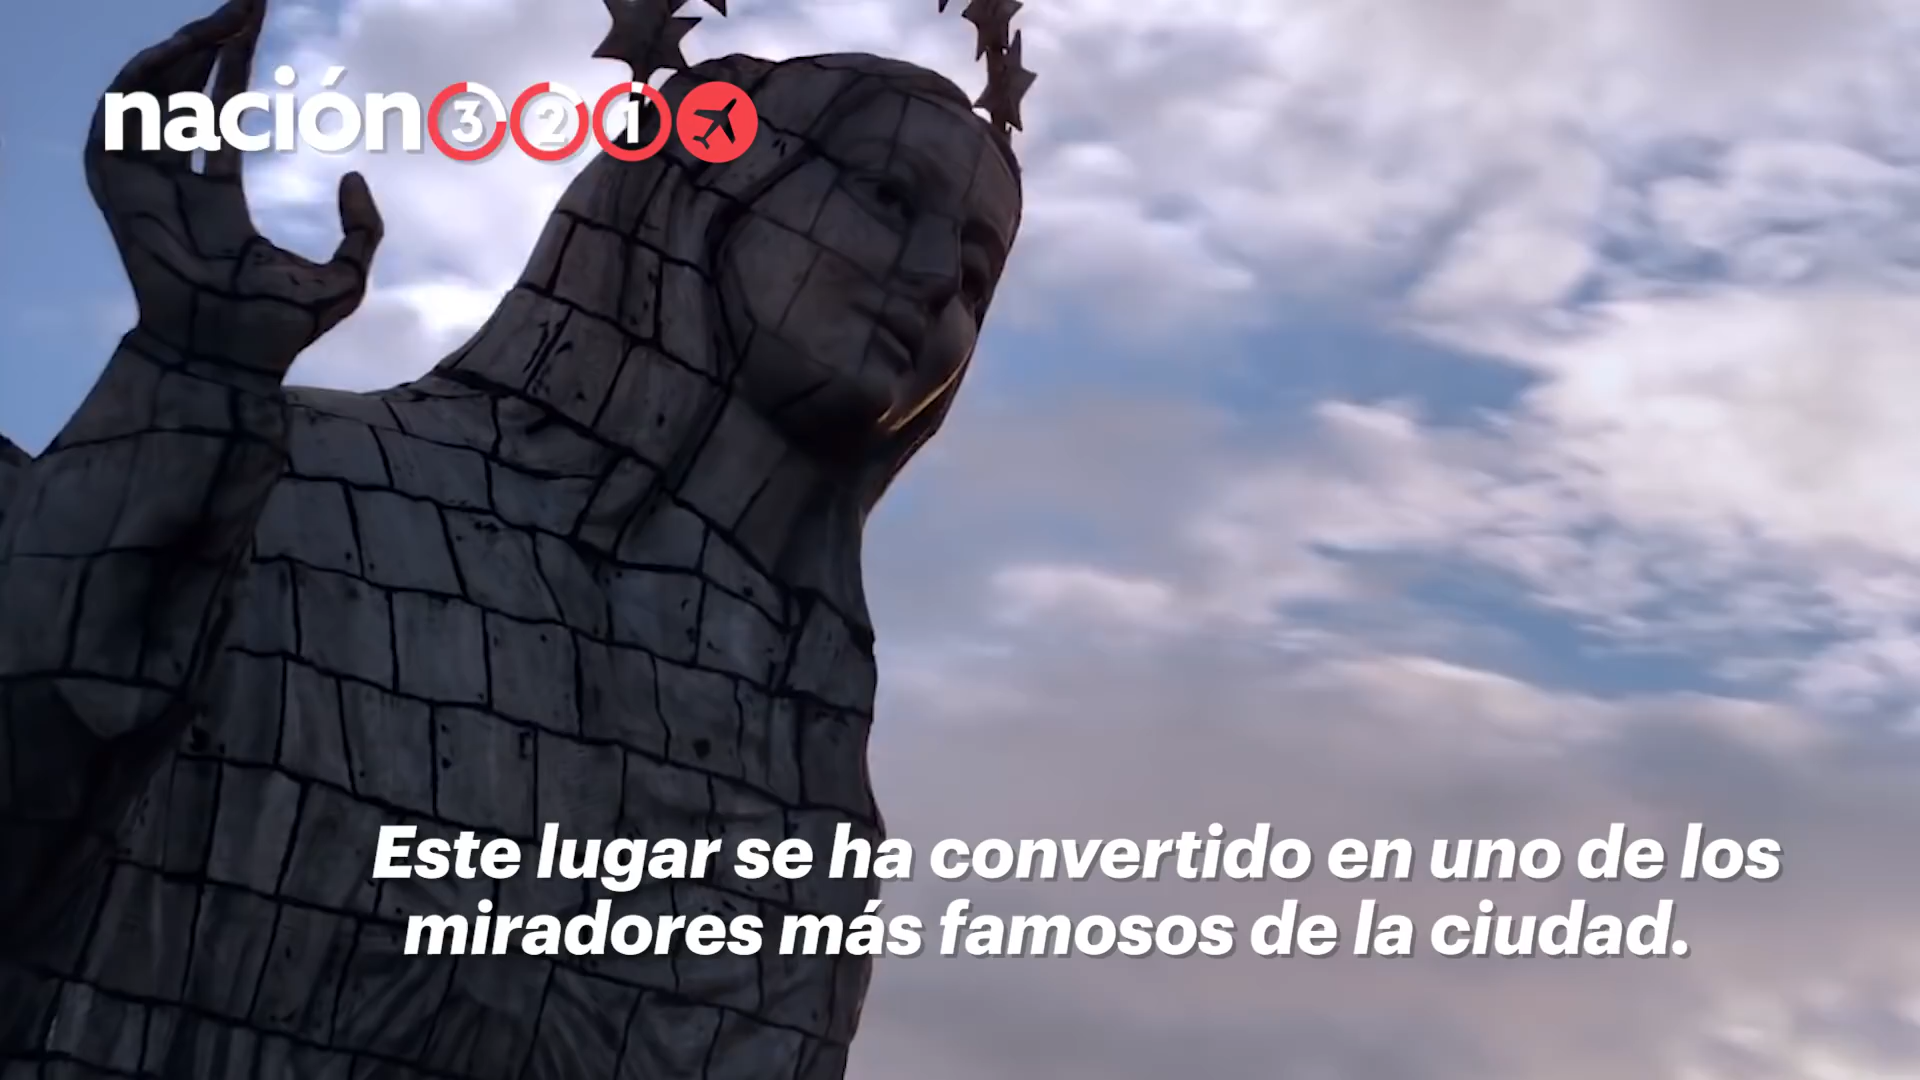 nación321
Este lugar se ha convertido en uno de los
miradores más famosos de la ciudad.